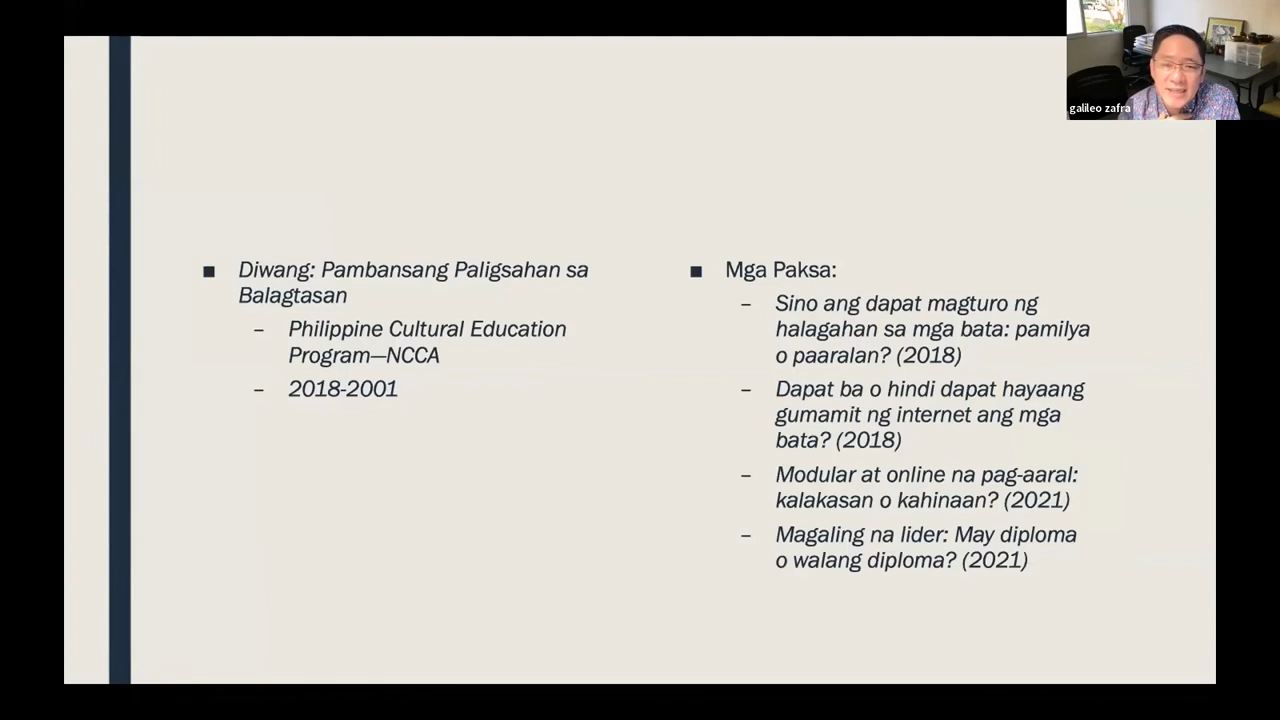 galileo zafra
■ Diwang: Pambansang Paligsahan sa
Balagtasan
– Philippine Cultural Education
Program—NCCA
– 2018-2001
■ Mga Paksa:
– Sino ang dapat magturo ng
halagahan sa mga bata: pamilya
o paaralan? (2018)
– Dapat ba o hindi dapat hayaang
gumamit ng internet ang mga
bata? (2018)
– Modular at online na pag-aaral:
kalakasan o kahinaan? (2021)
– Magaling na lider: May diploma
o walang diploma? (2021)